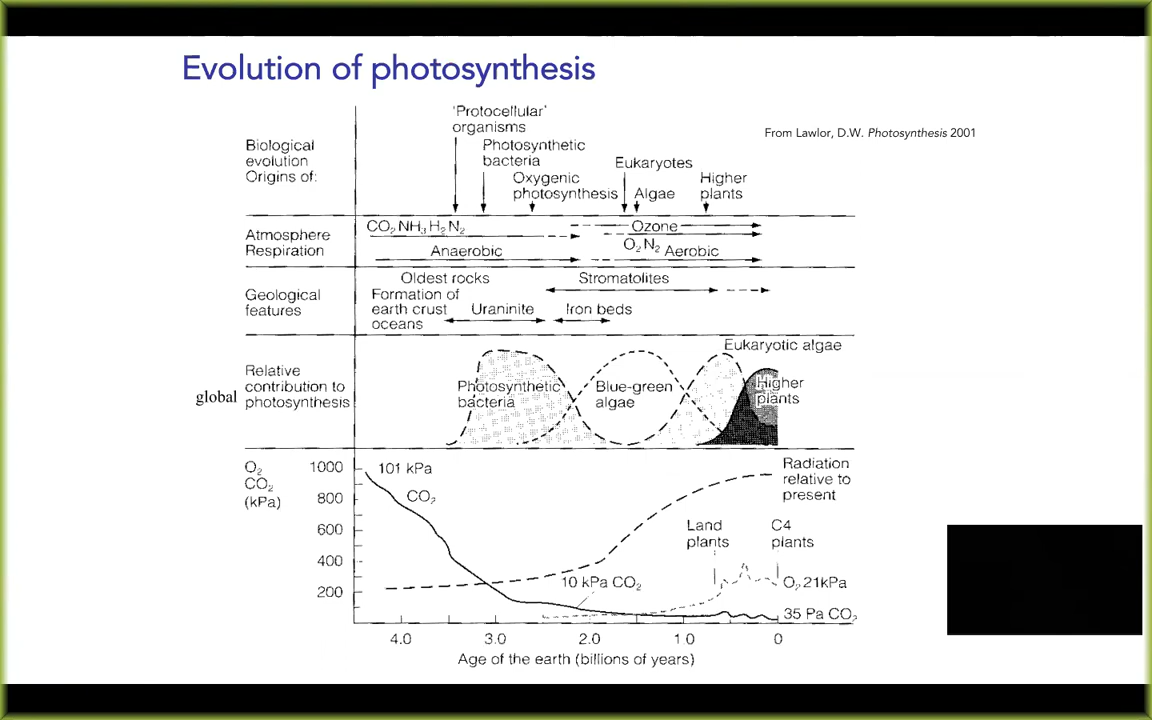 Evolution of photosynthesis
From Lawlor, D.W. Photosynthesis 2001
Biological
evolution
Origins of:
'Protocellular'
organisms
Photosynthetic
bacteria
Oxygenic
photosynthesis
Eukaryotes
Algae
Higher
plants
Atmosphere
Respiration
CO₂ NH₃ H₂ N₂
Anaerobic
Ozone
O₂ N₂ Aerobic
Geological
features
Oldest rocks
Formation of
earth crust
oceans
Uraninite
Stromatolites
Iron beds
Relative
contribution to
global photosynthesis
Photosynthetic
bacteria
Blue-green
algae
Eukaryotic algae
Higher
plants
O₂
CO₂
(kPa)
1000
800
600
400
200
101 kPa
CO₂
10 kPa CO₂
Radiation
relative to
present
Land
plants
C4
plants
O₂ 21kPa
35 Pa CO₂
4.0 3.0 2.0 1.0 0
Age of the earth (billions of years)